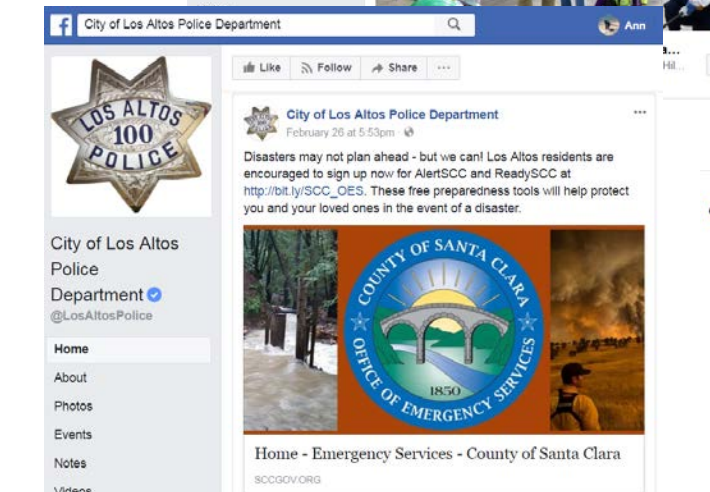 City of Los Altos Police Department
Ann
Like Follow Share ...
LOS ALTOS
100
POLICE
City of Los Altos
Police
Department
@LosAltosPolice
Home
About
Photos
Events
Notes
Videos
City of Los Altos Police Department
February 26 at 5:53pm
Disasters may not plan ahead - but we can! Los Altos residents are
encouraged to sign up now for AlertSCC and ReadySCC at
http://bit.ly/SCC_OES. These free preparedness tools will help protect
you and your loved ones in the event of a disaster.
COUNTY OF SANTA CLARA
1850
OFFICE OF EMERGENCY SERVICES
Home - Emergency Services - County of Santa Clara
SCCGOV.ORG